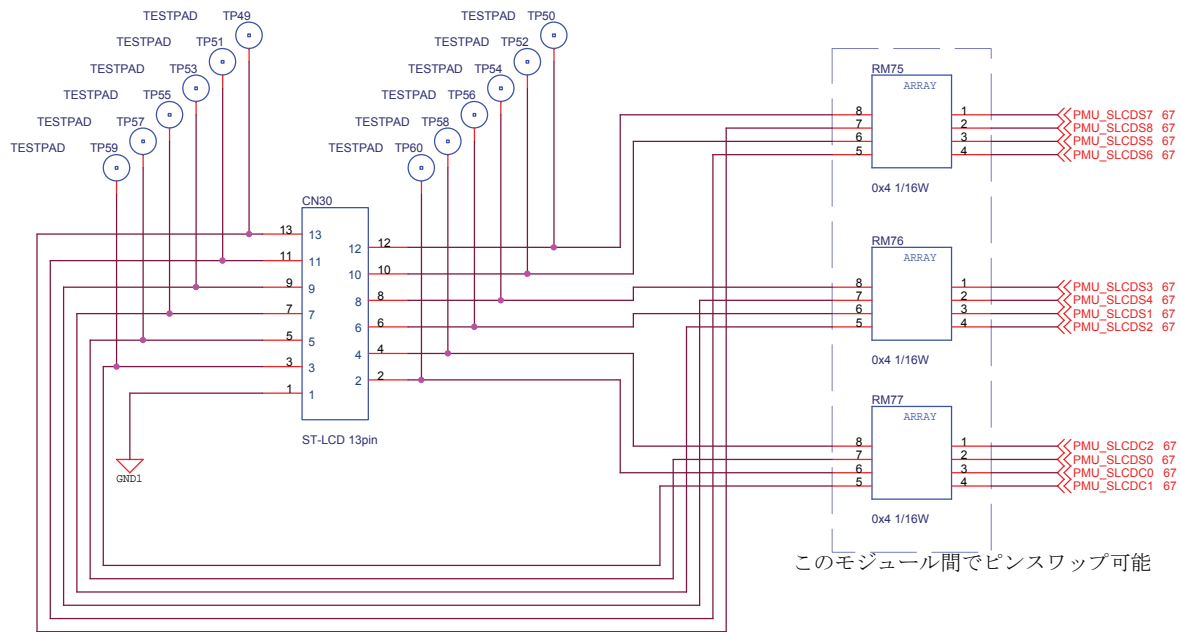 TESTPAD TP49
TESTPAD TP51
TESTPAD TP53
TESTPAD TP55
TESTPAD TP57
TESTPAD TP59
TESTPAD TP50
TESTPAD TP52
TESTPAD TP54
TESTPAD TP56
TESTPAD TP58
TESTPAD TP60
CN30
13 13
11 11
9 9
7 7
5 5
3 3
1 1
12 12
10 10
8 8
6 6
4 4
2 2
ST-LCD 13pin
GND1
RM75
ARRAY
8 1 PMU_SLCDS7 67
7 2 PMU_SLCDS8 67
6 3 PMU_SLCDS5 67
5 4 PMU_SLCDS6 67
0x4 1/16W
RM76
ARRAY
8 1 PMU_SLCDS3 67
7 2 PMU_SLCDS4 67
6 3 PMU_SLCDS1 67
5 4 PMU_SLCDS2 67
0x4 1/16W
RM77
ARRAY
8 1 PMU_SLCDC2 67
7 2 PMU_SLCDS0 67
6 3 PMU_SLCDC0 67
5 4 PMU_SLCDC1 67
0x4 1/16W
このモジュール間でピンスワップ可能